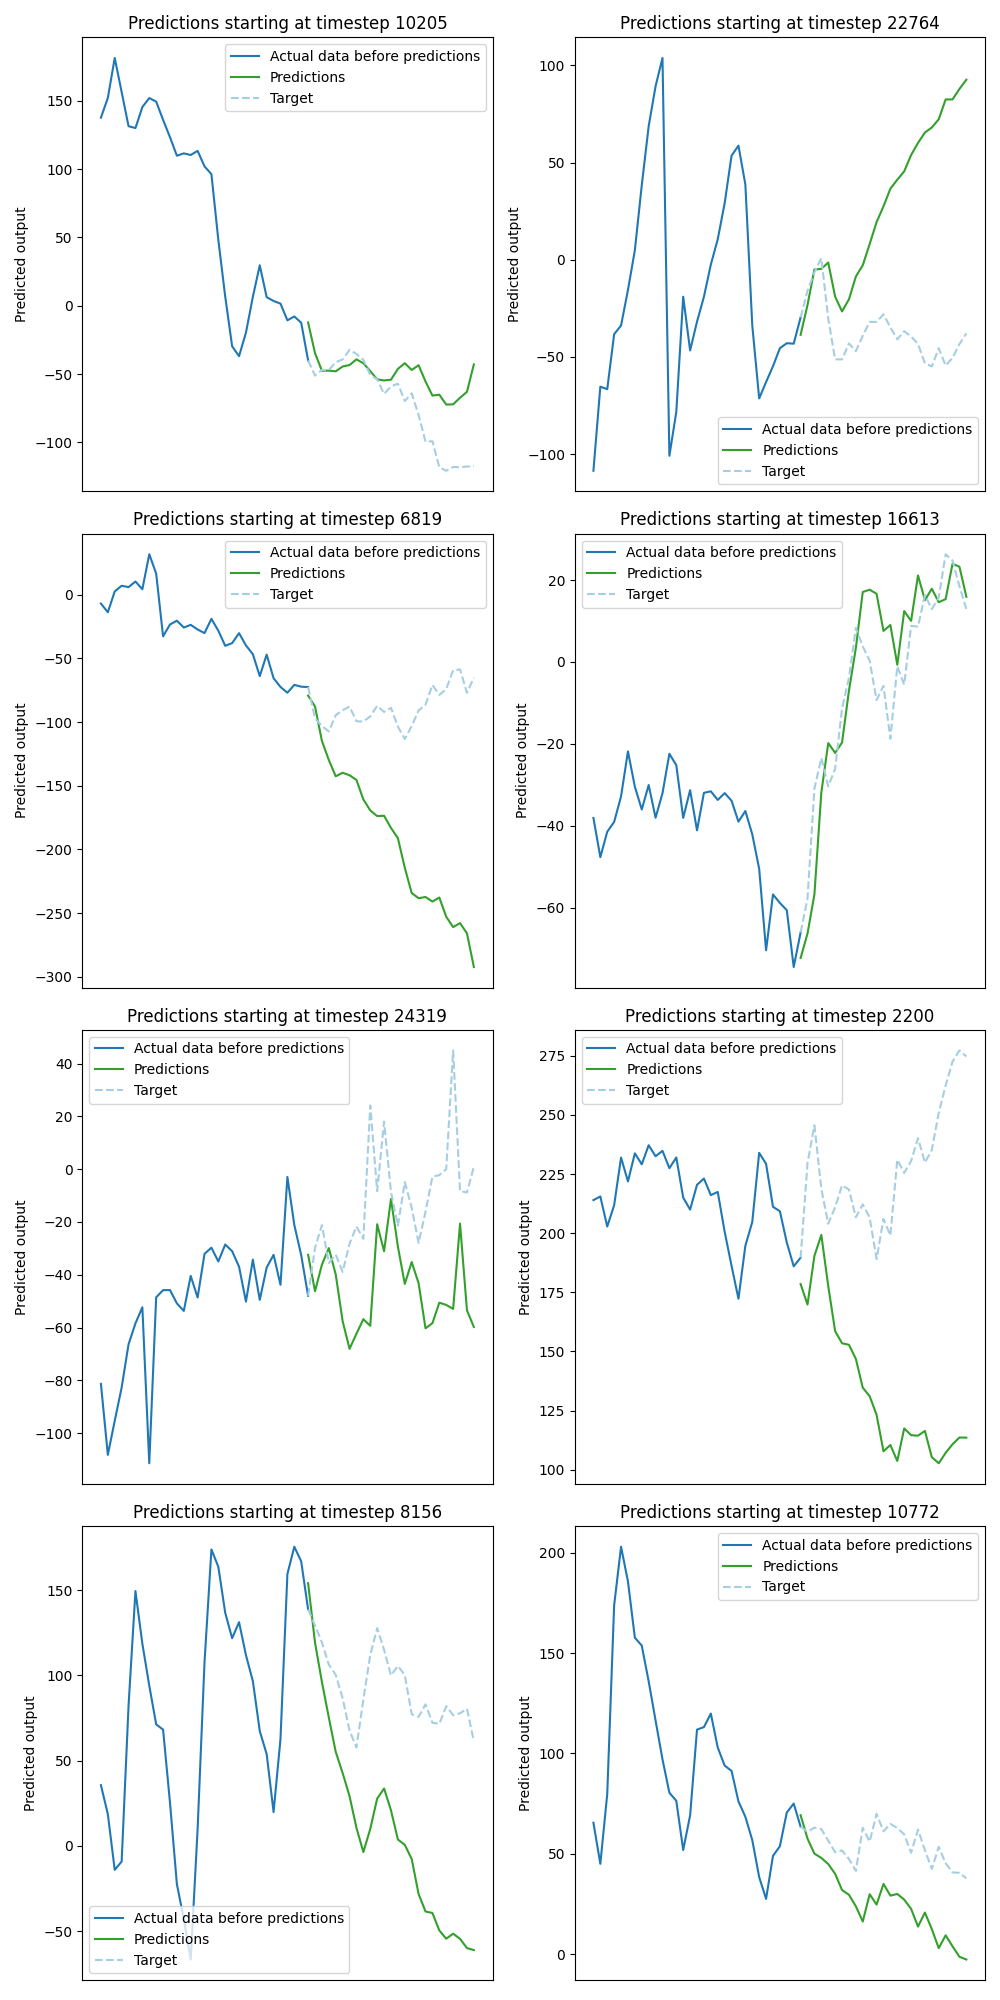 Predictions starting at timestep 10205
Predicted output
150
100
50
0
−50
−100
Actual data before predictions
Predictions
Target
Predictions starting at timestep 22764
Predicted output
100
50
0
−50
−100
Actual data before predictions
Predictions
Target
Predictions starting at timestep 6819
Predicted output
0
−50
−100
−150
−200
−250
−300
Actual data before predictions
Predictions
Target
Predictions starting at timestep 16613
Predicted output
20
0
−20
−40
−60
Actual data before predictions
Predictions
Target
Predictions starting at timestep 24319
Predicted output
40
20
0
−20
−40
−60
−80
−100
Actual data before predictions
Predictions
Target
Predictions starting at timestep 2200
Predicted output
275
250
225
200
175
150
125
100
Actual data before predictions
Predictions
Target
Predictions starting at timestep 8156
Predicted output
150
100
50
0
−50
Actual data before predictions
Predictions
Target
Predictions starting at timestep 10772
Predicted output
200
150
100
50
0
Actual data before predictions
Predictions
Target